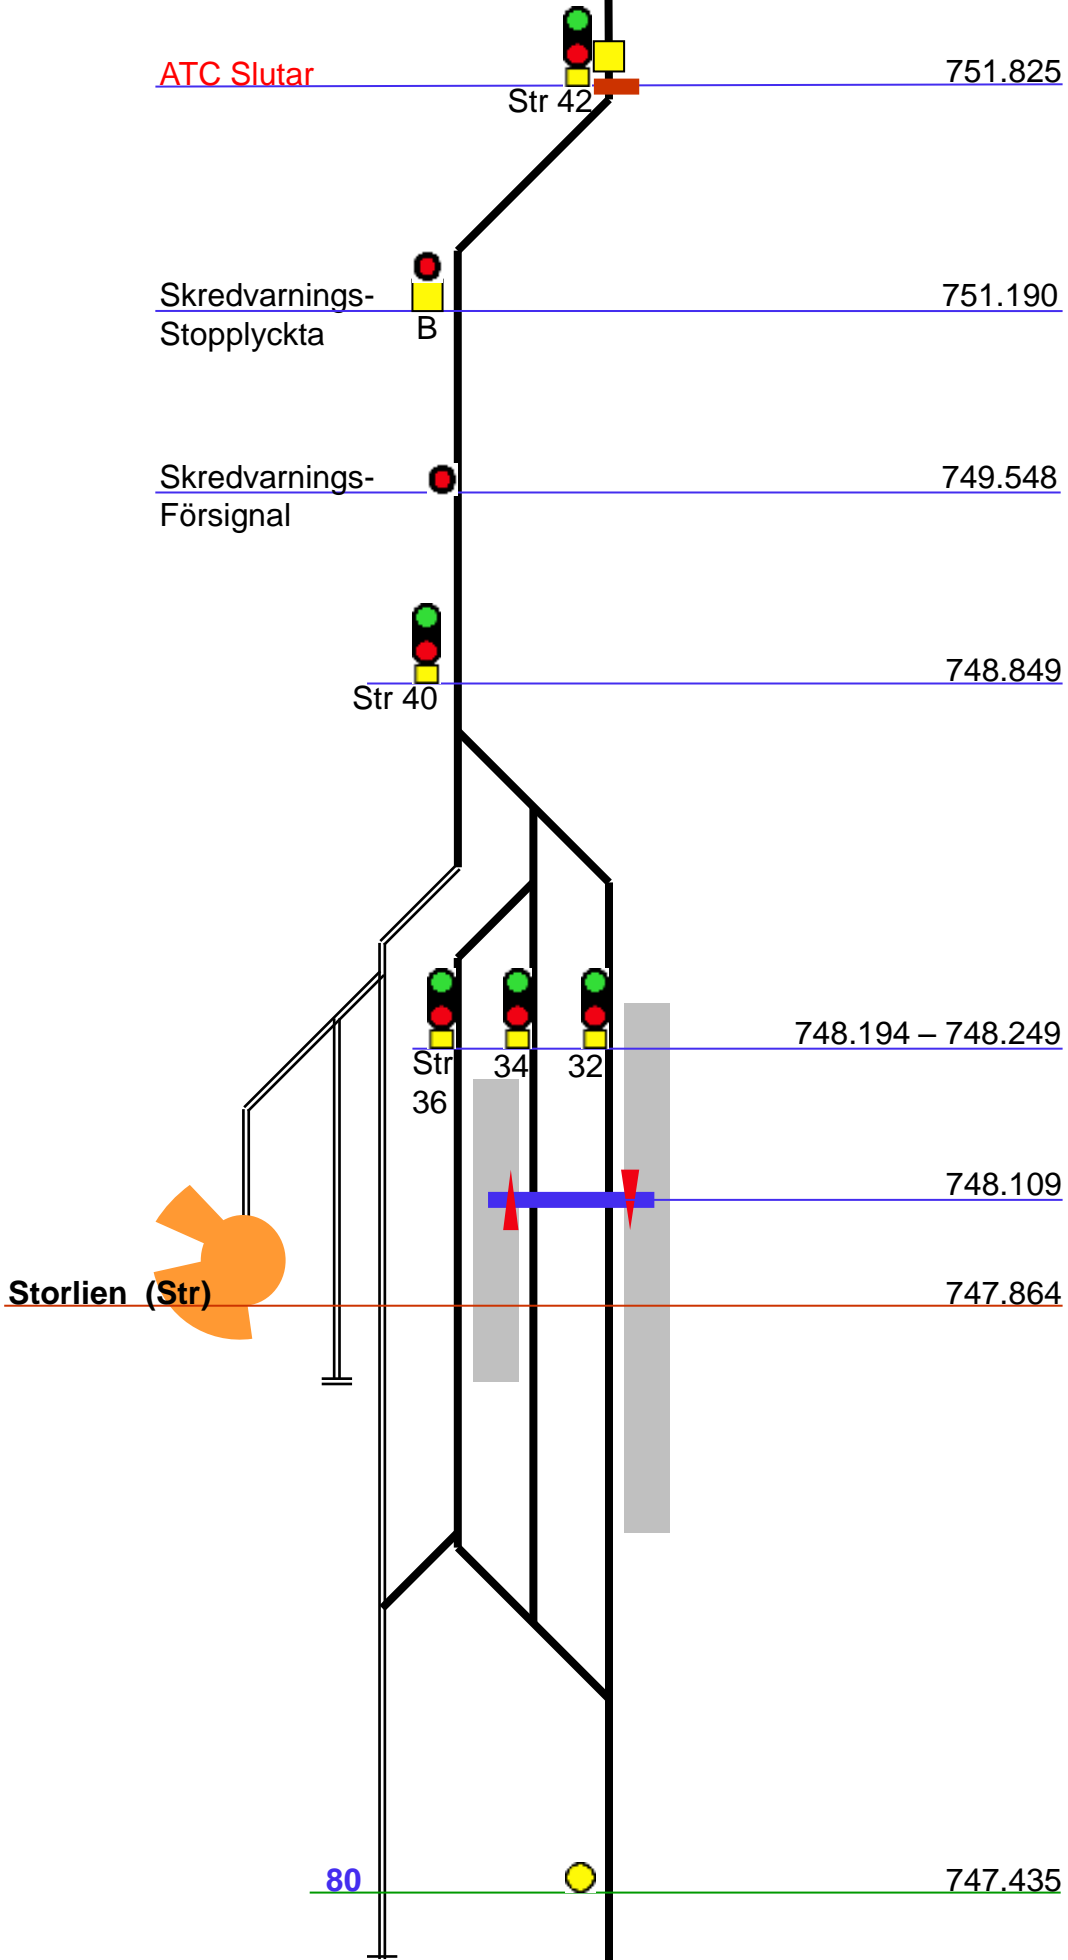 ATC Slutar 751.825
Str 42
Skredvarnings- 751.190
Stopplyckta B
Skredvarnings- 749.548
Försignal
748.849
Str 40
748.194 – 748.249
Str 34 32
36
748.109
Storlien (Str) 747.864
80 747.435